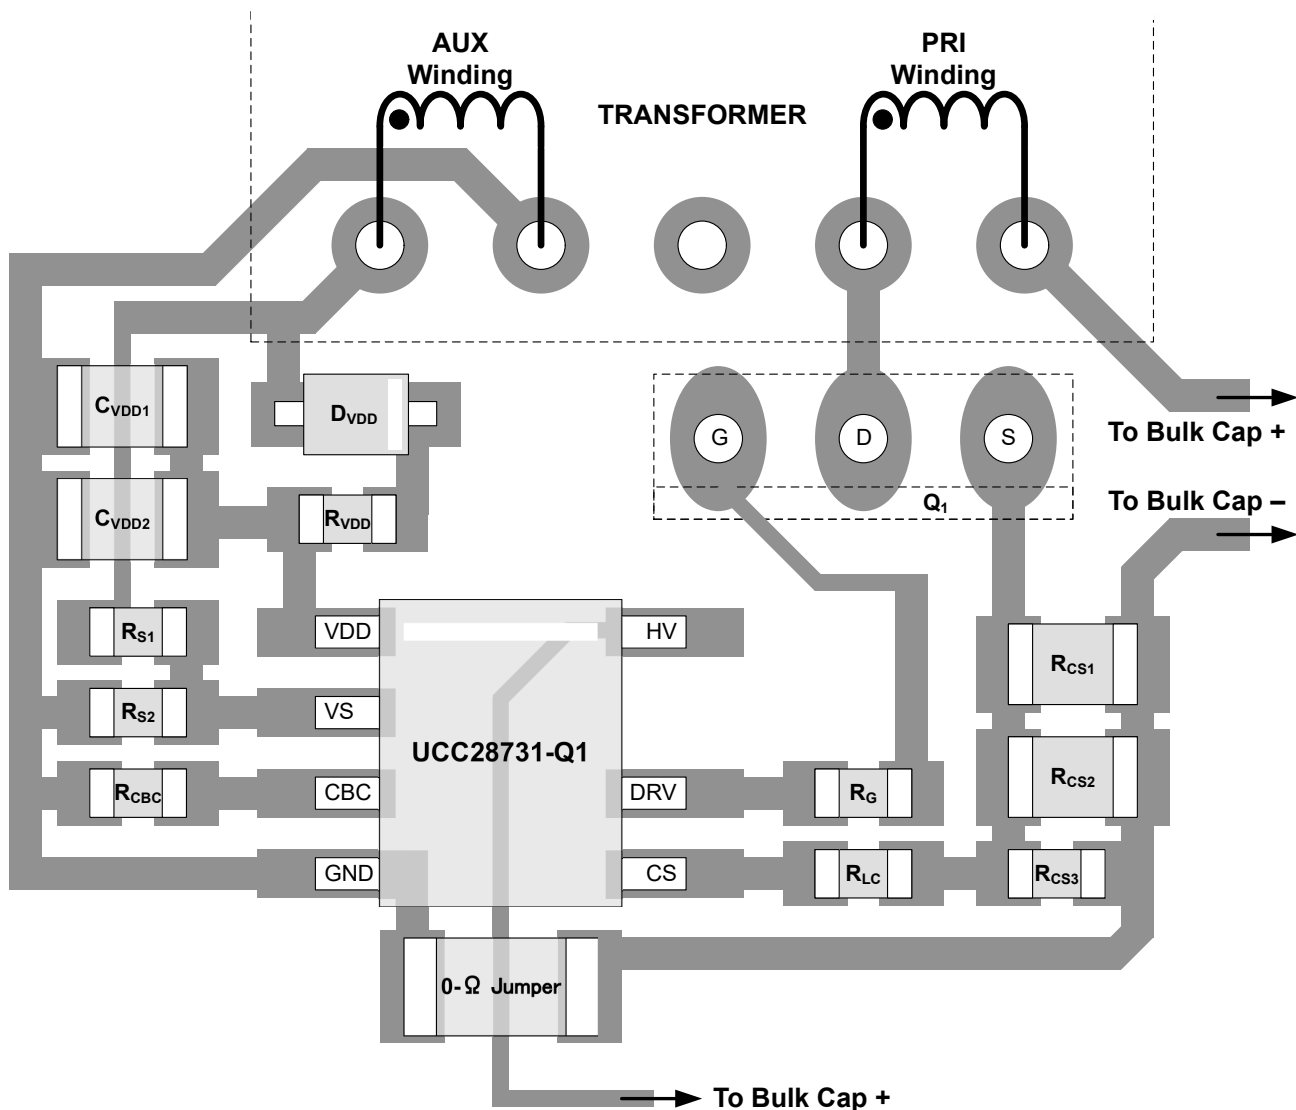 AUX
Winding
PRI
Winding
TRANSFORMER
CVDD1
DVDD
G
D
S
To Bulk Cap +
CVDD2
RVDD
Q1
To Bulk Cap –
RS1
VDD
HV
RCS1
RS2
VS
UCC28731-Q1
RCS2
RCBC
CBC
DRV
RG
GND
CS
RLC
RCS3
0-Ω Jumper
To Bulk Cap +